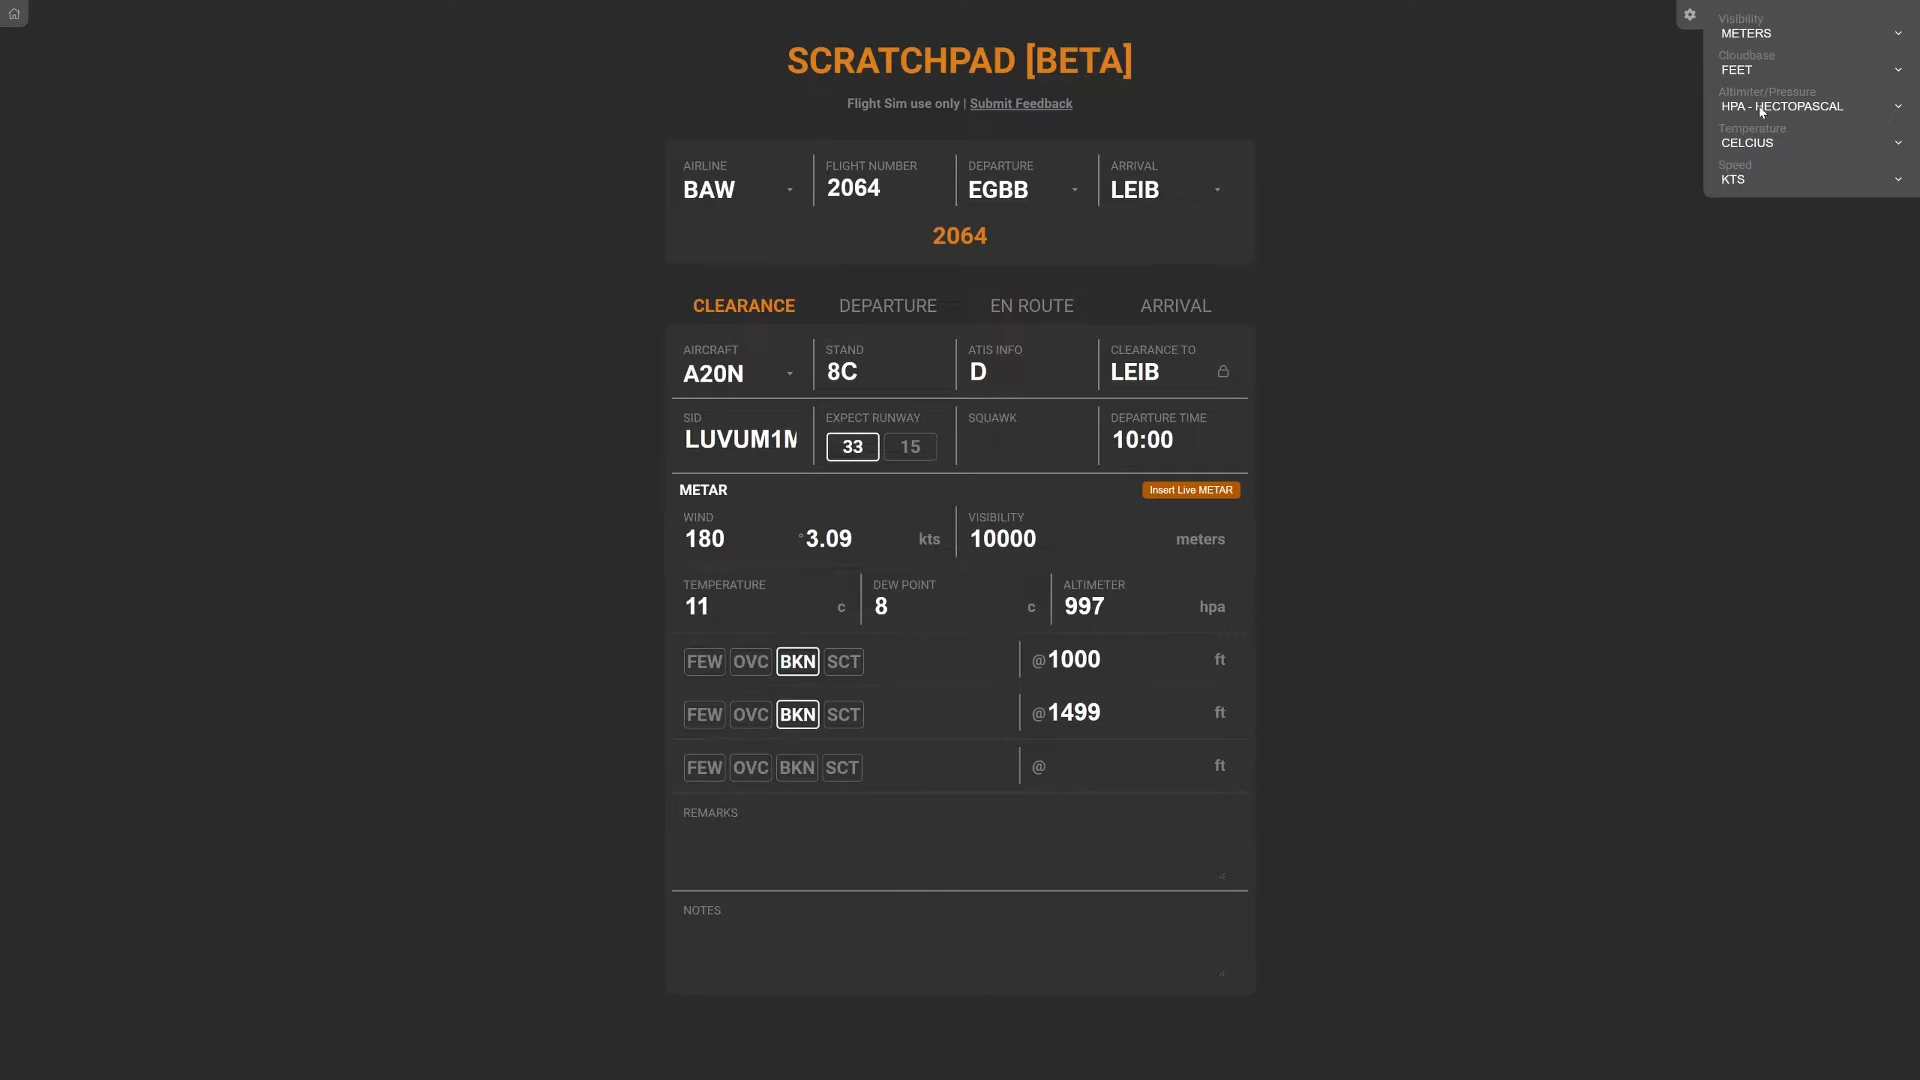 SCRATCHPAD [BETA]
Flight Sim use only | Submit Feedback
Visibility
METERS
Cloudbase
FEET
Altimiter/Pressure
HPA - HECTOPASCAL
Temperature
CELCIUS
Speed
KTS
AIRLINE FLIGHT NUMBER DEPARTURE ARRIVAL
BAW 2064 EGBB LEIB
2064
CLEARANCE DEPARTURE EN ROUTE ARRIVAL
AIRCRAFT STAND ATIS INFO CLEARANCE TO
A20N 8C D LEIB
SID EXPECT RUNWAY SQUAWK DEPARTURE TIME
LUVUM1M 33 15 10:00
METAR Insert Live METAR
WIND VISIBILITY
180 °3.09 kts 10000 meters
TEMPERATURE DEW POINT ALTIMETER
11 c 8 c 997 hpa
FEW OVC BKN SCT @1000 ft
FEW OVC BKN SCT @1499 ft
FEW OVC BKN SCT @ ft
REMARKS
NOTES